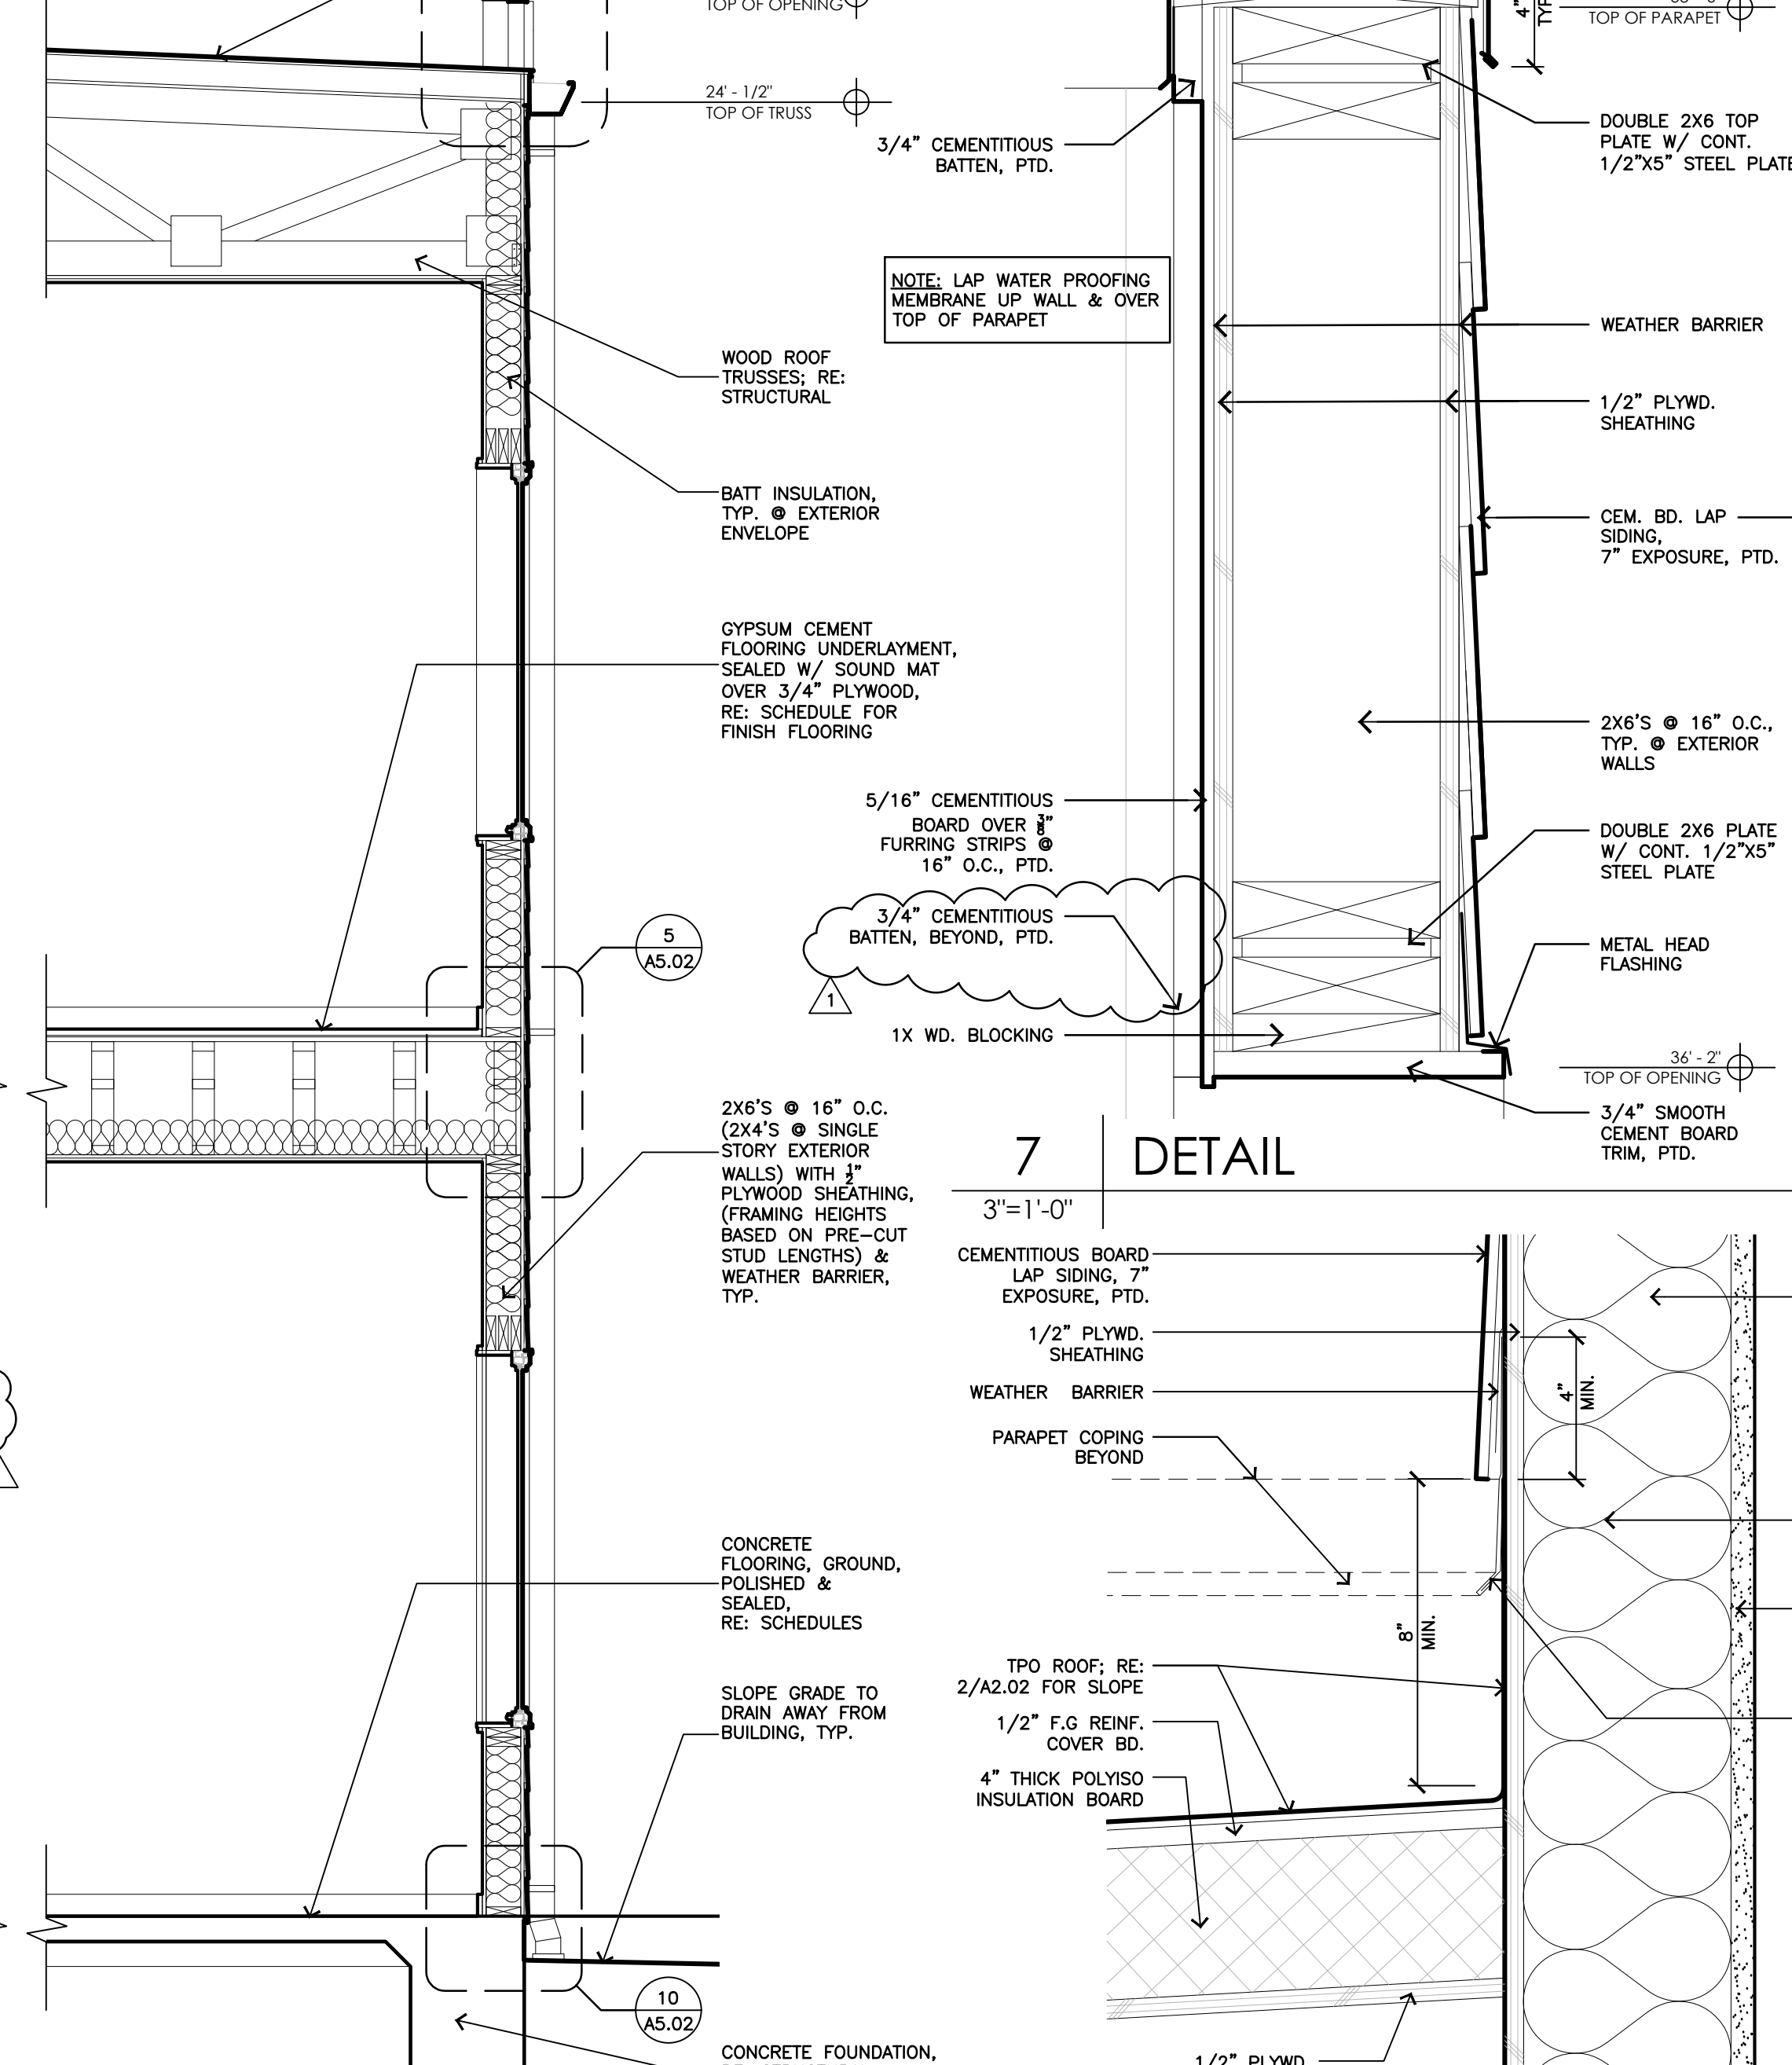 TOP OF OPENING
24' - 1/2"
TOP OF TRUSS
WOOD ROOF
TRUSSES; RE:
STRUCTURAL
BATT INSULATION,
TYP. @ EXTERIOR
ENVELOPE
GYPSUM CEMENT
FLOORING UNDERLAYMENT,
SEALED W/ SOUND MAT
OVER 3/4" PLYWOOD,
RE: SCHEDULE FOR
FINISH FLOORING
5
A5.02
2X6'S @ 16" O.C.
(2X4'S @ SINGLE
STORY EXTERIOR
WALLS) WITH 1/2"
PLYWOOD SHEATHING,
(FRAMING HEIGHTS
BASED ON PRE-CUT
STUD LENGTHS) &
WEATHER BARRIER,
TYP.
CONCRETE
FLOORING, GROUND,
POLISHED &
SEALED,
RE: SCHEDULES
SLOPE GRADE TO
DRAIN AWAY FROM
BUILDING, TYP.
10
A5.02
CONCRETE FOUNDATION,
3/4" CEMENTITIOUS
BATTEN, PTD.
NOTE: LAP WATER PROOFING
MEMBRANE UP WALL & OVER
TOP OF PARAPET
5/16" CEMENTITIOUS
BOARD OVER 3/8"
FURRING STRIPS @
16" O.C., PTD.
3/4" CEMENTITIOUS
BATTEN, BEYOND, PTD.
1
1X WD. BLOCKING
4"
TYP
TOP OF PARAPET
DOUBLE 2X6 TOP
PLATE W/ CONT.
1/2"X5" STEEL PLATE
WEATHER BARRIER
1/2" PLYWD.
SHEATHING
CEM. BD. LAP
SIDING,
7" EXPOSURE, PTD.
2X6'S @ 16" O.C.,
TYP. @ EXTERIOR
WALLS
DOUBLE 2X6 PLATE
W/ CONT. 1/2"X5"
STEEL PLATE
METAL HEAD
FLASHING
36' - 2"
TOP OF OPENING
3/4" SMOOTH
CEMENT BOARD
TRIM, PTD.
7 DETAIL
3"=1'-0"
CEMENTITIOUS BOARD
LAP SIDING, 7"
EXPOSURE, PTD.
1/2" PLYWD.
SHEATHING
WEATHER BARRIER
PARAPET COPING
BEYOND
4"
MIN.
8"
MIN.
TPO ROOF; RE:
2/A2.02 FOR SLOPE
1/2" F.G REINF.
COVER BD.
4" THICK POLYISO
INSULATION BOARD
1/2" PLYWD.